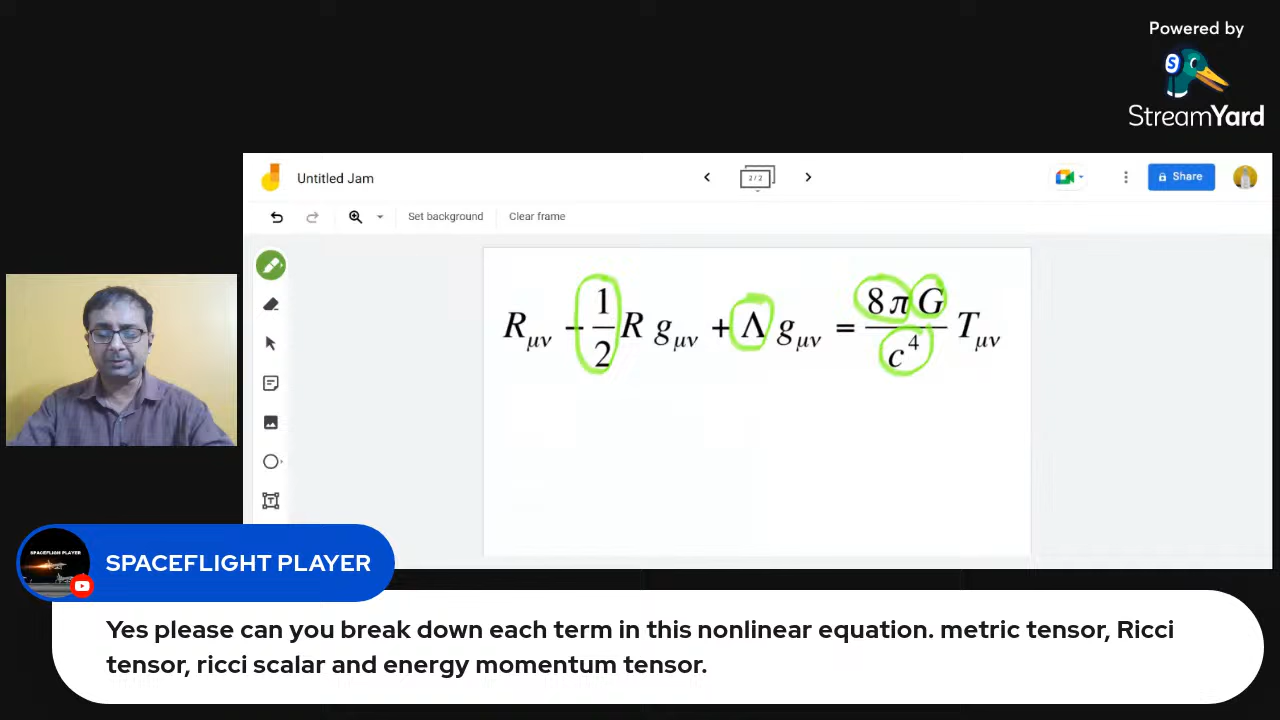 Powered by
StreamYard
Untitled Jam
2 / 2
Share
Set background
Clear frame
R_μν − 1/2 R g_μν + Λ g_μν = 8πG/c⁴ T_μν
SPACEFLIGHT PLAYER
SPACEFLIGHT PLAYER
Yes please can you break down each term in this nonlinear equation. metric tensor, Ricci
tensor, ricci scalar and energy momentum tensor.